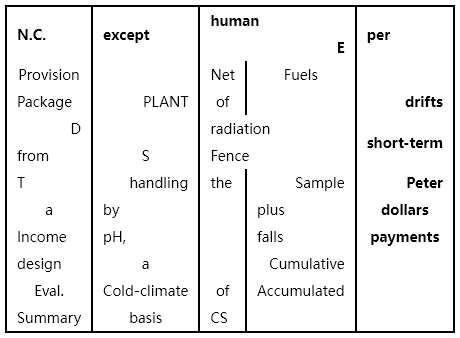 N.C. except human per
E
Provision Net Fuels
Package PLANT of drifts
D radiation
short-term
from S Fence
T handling the Sample Peter
a by plus dollars
Income pH, falls payments
design a Cumulative
Eval. Cold-climate of Accumulated
Summary basis CS